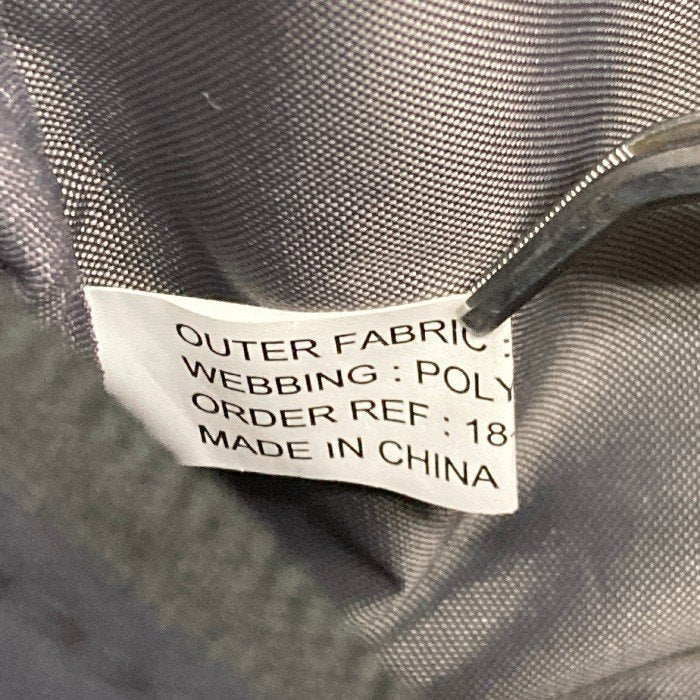 OUTER FABRIC :
WEBBING : POLY
ORDER REF : 18
MADE IN CHINA